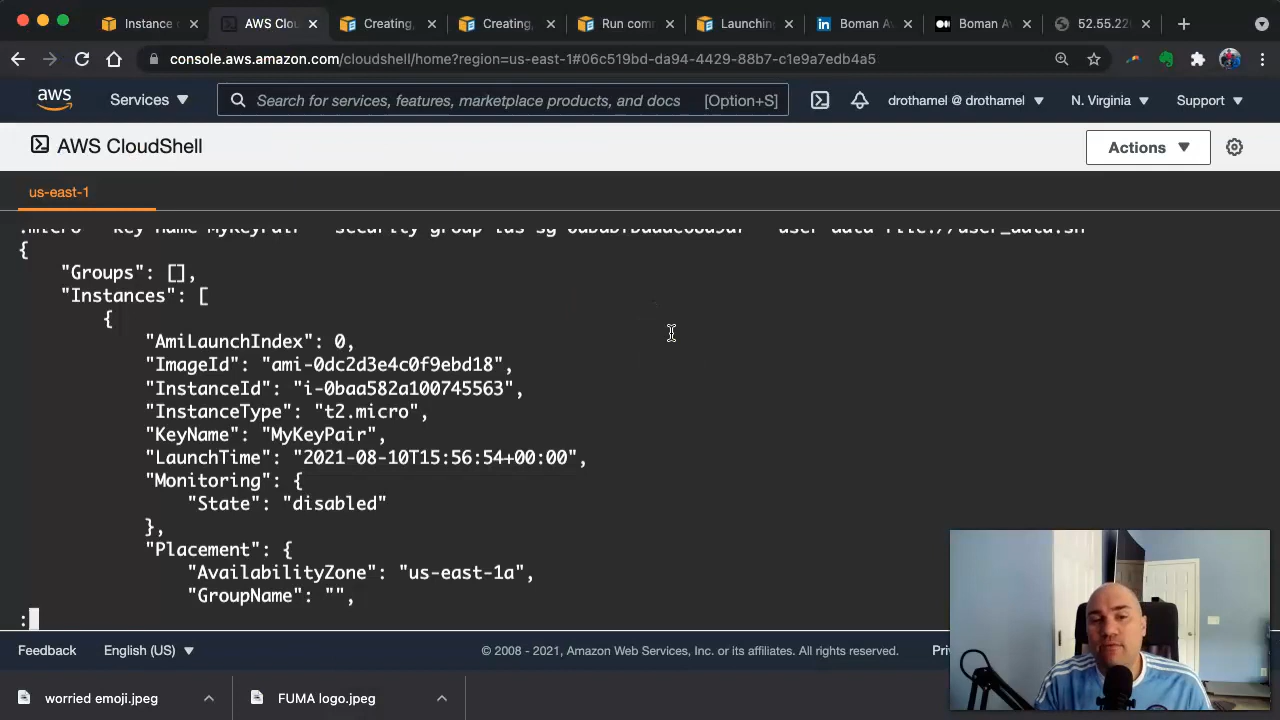 Instance
AWS Clou
Creating,
Creating,
Run com
Launchin
Boman A
Boman A
52.55.22
console.aws.amazon.com/cloudshell/home?region=us-east-1#06c519bd-da94-4429-88b7-c1e9a7edb4a5
aws
Services
Search for services, features, marketplace products, and docs [Option+S]
drothamel @ drothamel
N. Virginia
Support
AWS CloudShell
Actions
us-east-1
{
"Groups": [],
"Instances": [
{
"AmiLaunchIndex": 0,
"ImageId": "ami-0dc2d3e4c0f9ebd18",
"InstanceId": "i-0baa582a100745563",
"InstanceType": "t2.micro",
"KeyName": "MyKeyPair",
"LaunchTime": "2021-08-10T15:56:54+00:00",
"Monitoring": {
"State": "disabled"
},
"Placement": {
"AvailabilityZone": "us-east-1a",
"GroupName": "",
:
Feedback
English (US)
© 2008 - 2021, Amazon Web Services, Inc. or its affiliates. All rights reserved.
Pri
worried emoji.jpeg
FUMA logo.jpeg